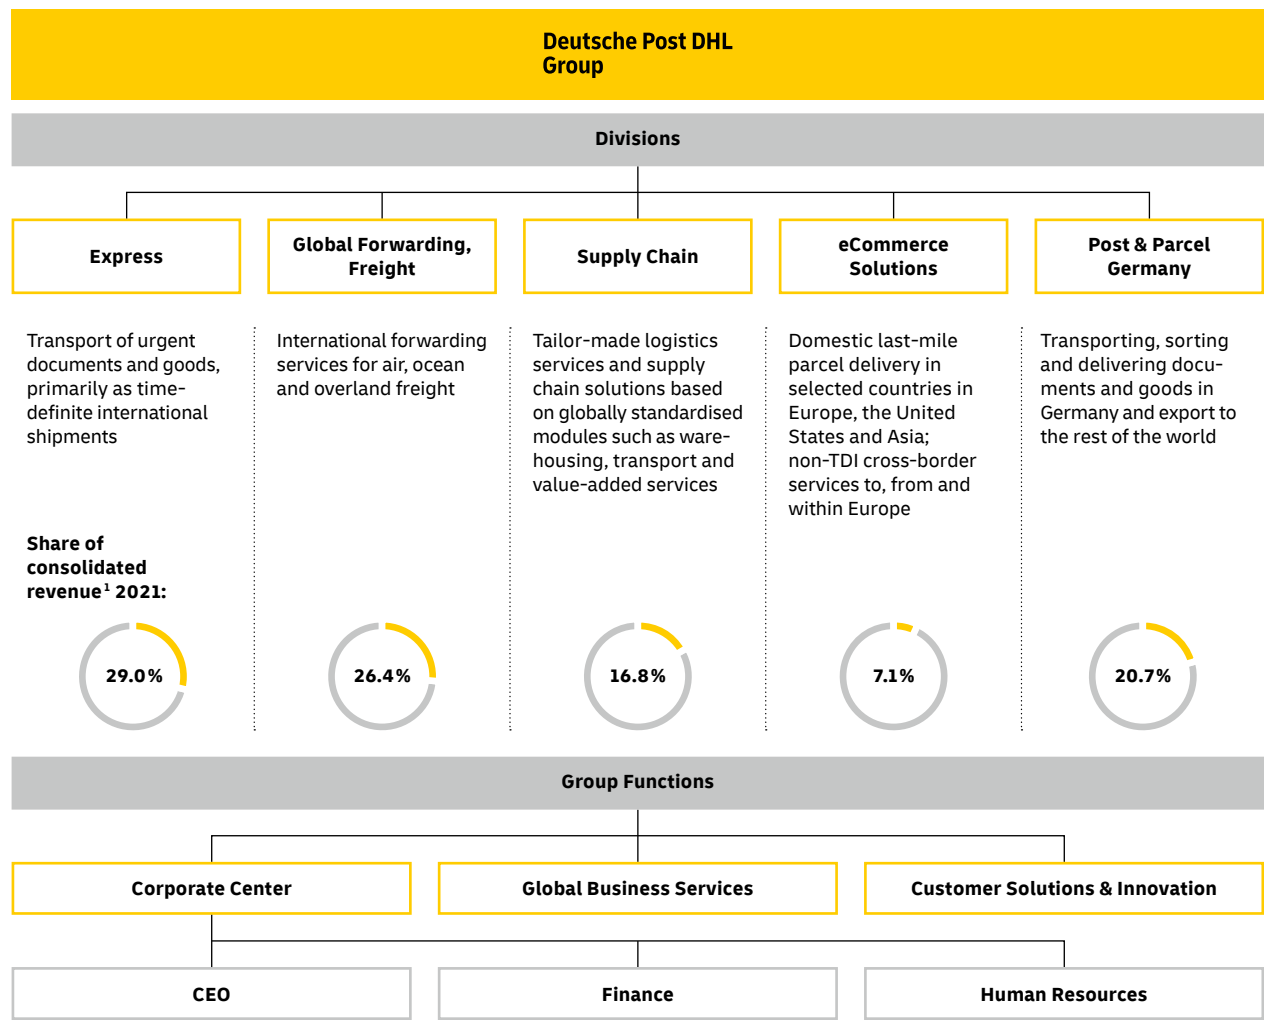 Deutsche Post DHL
Group
Divisions
Express
Global Forwarding,
Freight
Supply Chain
eCommerce
Solutions
Post & Parcel
Germany
Transport of urgent
documents and goods,
primarily as time-
definite international
shipments
International forwarding
services for air, ocean
and overland freight
Tailor-made logistics
services and supply
chain solutions based
on globally standardised
modules such as ware-
housing, transport and
value-added services
Domestic last-mile
parcel delivery in
selected countries in
Europe, the United
States and Asia;
non-TDI cross-border
services to, from and
within Europe
Transporting, sorting
and delivering docu-
ments and goods in
Germany and export to
the rest of the world
Share of
consolidated
revenue¹ 2021:
29.0%
26.4%
16.8%
7.1%
20.7%
Group Functions
Corporate Center
Global Business Services
Customer Solutions & Innovation
CEO
Finance
Human Resources